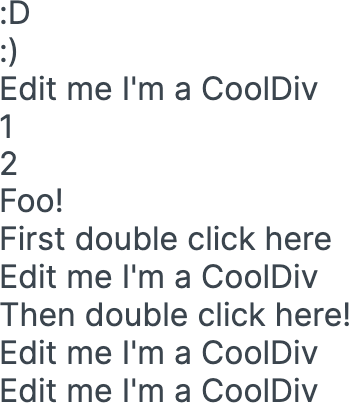 :D
:)
Edit me I'm a CoolDiv
1
2
Foo!
First double click here
Edit me I'm a CoolDiv
Then double click here!
Edit me I'm a CoolDiv
Edit me I'm a CoolDiv